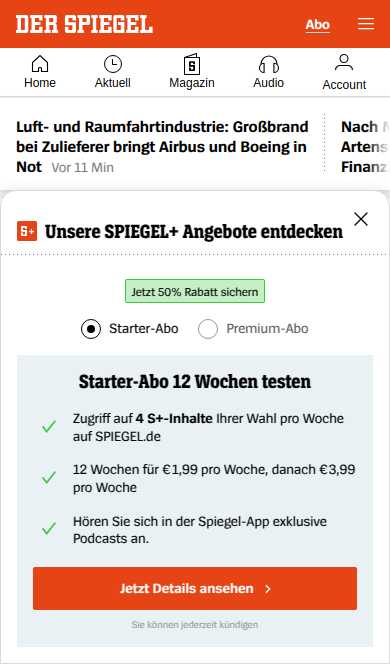 DER SPIEGEL
Abo
Home
Aktuell
Magazin
Audio
Account
Luft- und Raumfahrtindustrie: Großbrand
bei Zulieferer bringt Airbus und Boeing in
Not Vor 11 Min
Nach
Artens
Finanz
S+ Unsere SPIEGEL+ Angebote entdecken
Jetzt 50% Rabatt sichern
Starter-Abo
Premium-Abo
Starter-Abo 12 Wochen testen
Zugriff auf 4 S+-Inhalte Ihrer Wahl pro Woche
auf SPIEGEL.de
12 Wochen für €1,99 pro Woche, danach €3,99
pro Woche
Hören Sie sich in der Spiegel-App exklusive
Podcasts an.
Jetzt Details ansehen
Sie können jederzeit kündigen